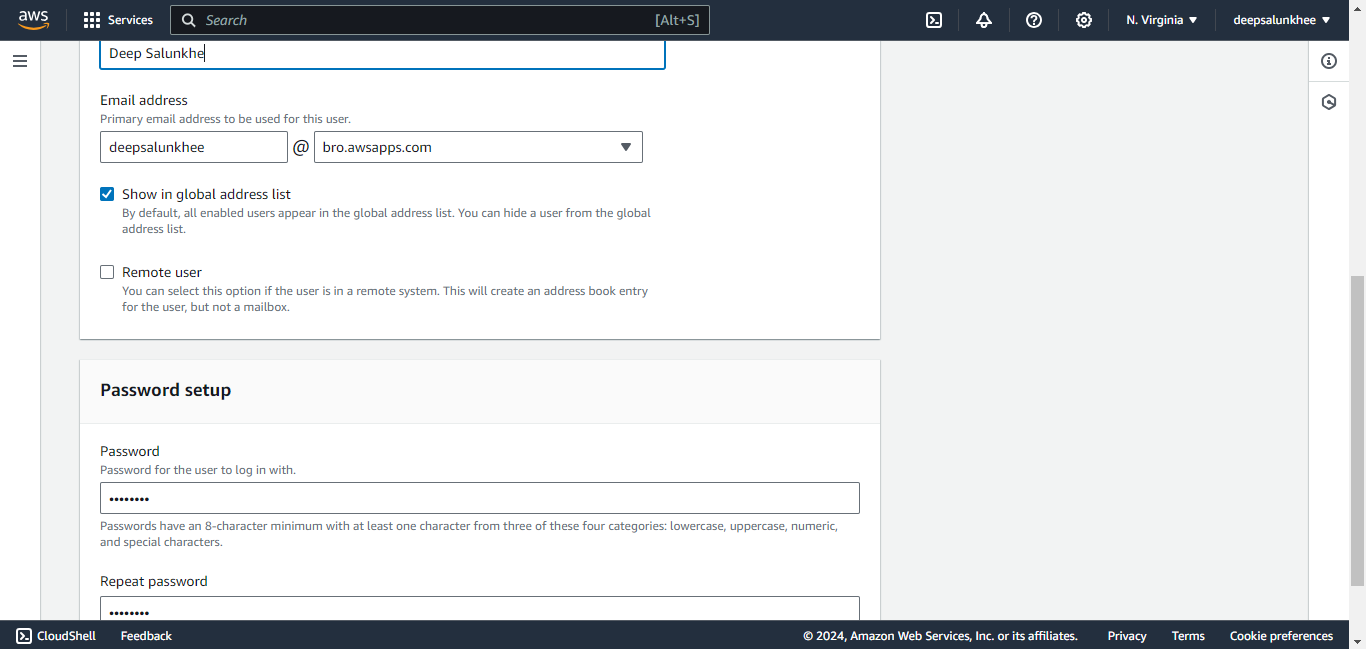 aws
Services
Search
[Alt+S]
N. Virginia
deepsalunkhee
Deep Salunkhe
Email address
Primary email address to be used for this user.
deepsalunkhee @ bro.awsapps.com
Show in global address list
By default, all enabled users appear in the global address list. You can hide a user from the global
address list.
Remote user
You can select this option if the user is in a remote system. This will create an address book entry
for the user, but not a mailbox.
Password setup
Password
Password for the user to log in with.
••••••••
Passwords have an 8-character minimum with at least one character from three of these four categories: lowercase, uppercase, numeric,
and special characters.
Repeat password
••••••••
CloudShell
Feedback
© 2024, Amazon Web Services, Inc. or its affiliates.
Privacy
Terms
Cookie preferences